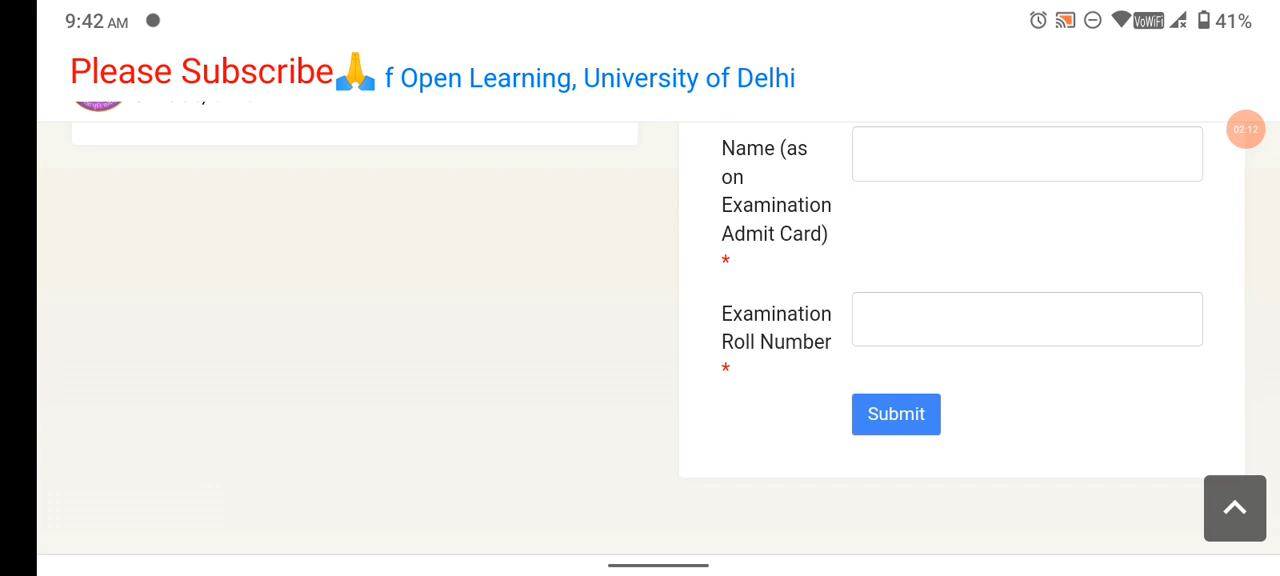 9:42 AM
VoWiFi
41%
Please Subscribe🙏 f Open Learning, University of Delhi
02:12
Name (as
on
Examination
Admit Card)
*
Examination
Roll Number
*
Submit